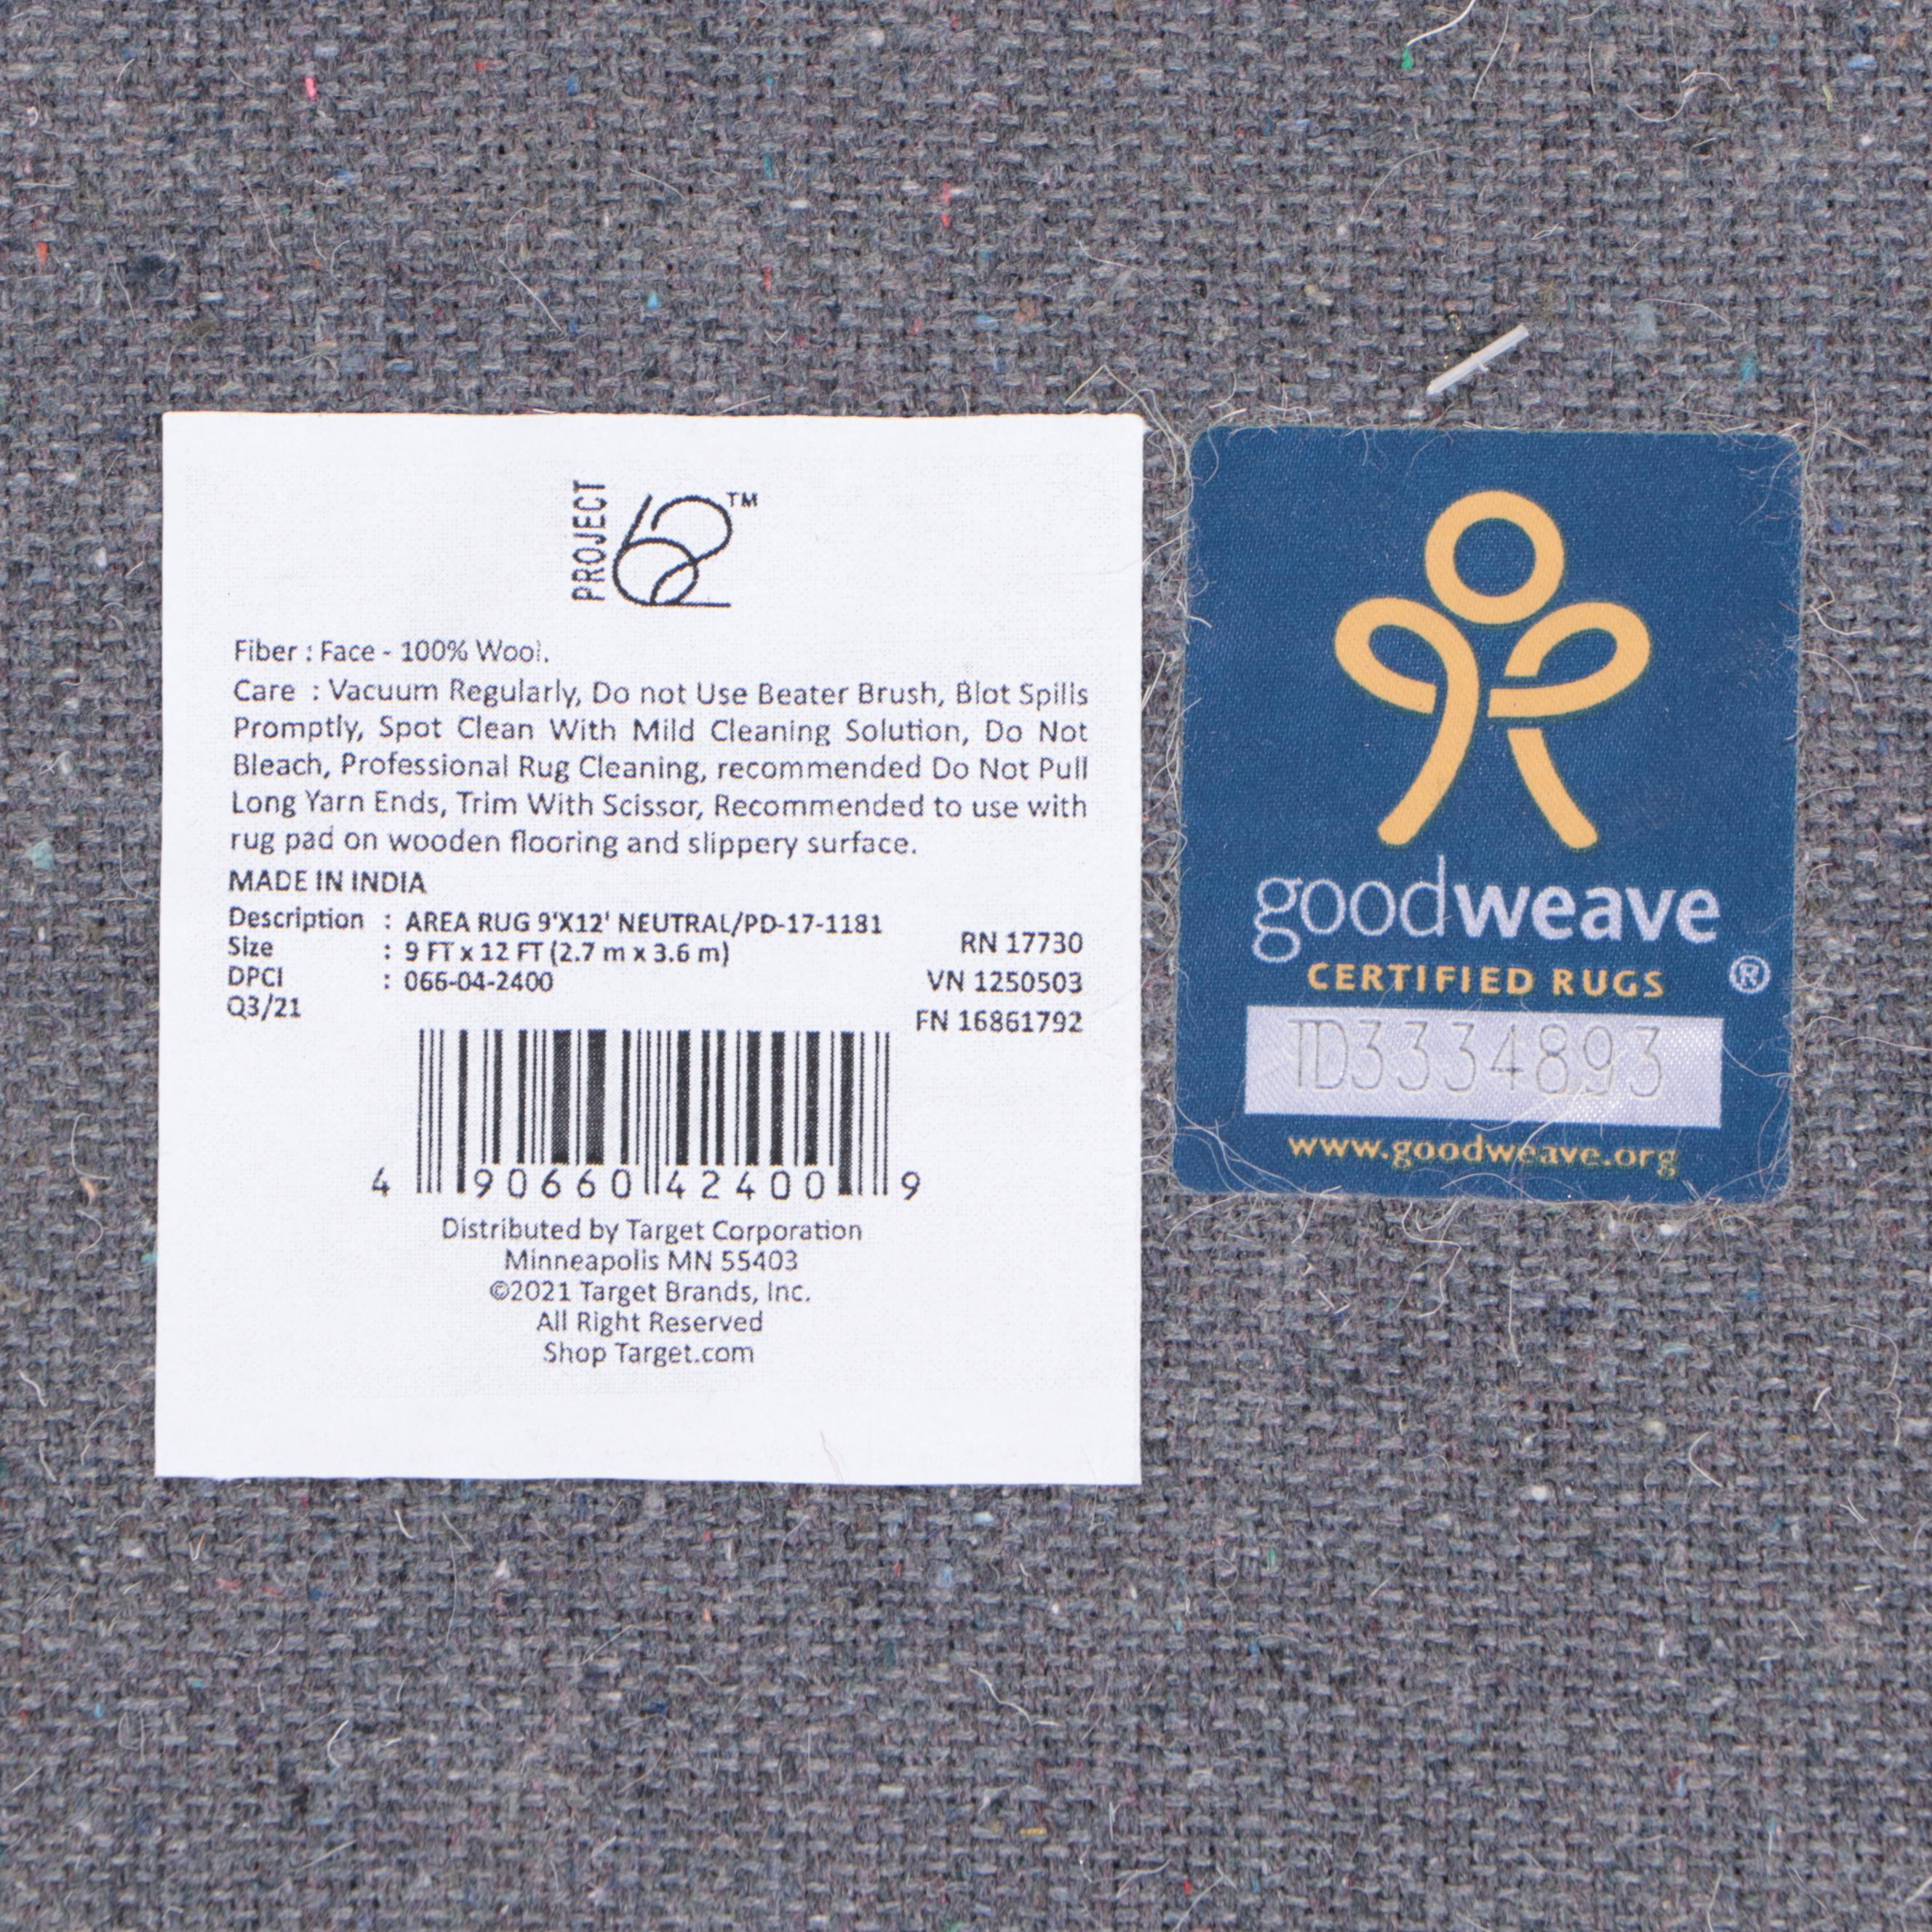 PROJECT 62™
Fiber : Face - 100% Wool.
Care : Vacuum Regularly, Do not Use Beater Brush, Blot Spills
Promptly, Spot Clean With Mild Cleaning Solution, Do Not
Bleach, Professional Rug Cleaning, recommended Do Not Pull
Long Yarn Ends, Trim With Scissor, Recommended to use with
rug pad on wooden flooring and slippery surface.
MADE IN INDIA
Description : AREA RUG 9'X12' NEUTRAL/PD-17-1181
Size : 9 FT x 12 FT (2.7 m x 3.6 m)
DPCI : 066-04-2400
Q3/21
RN 17730
VN 1250503
FN 16861792
4 90660 42400 9
Distributed by Target Corporation
Minneapolis MN 55403
©2021 Target Brands, Inc.
All Right Reserved
Shop Target.com
goodweave
CERTIFIED RUGS ®
TD3334893
www.goodweave.org